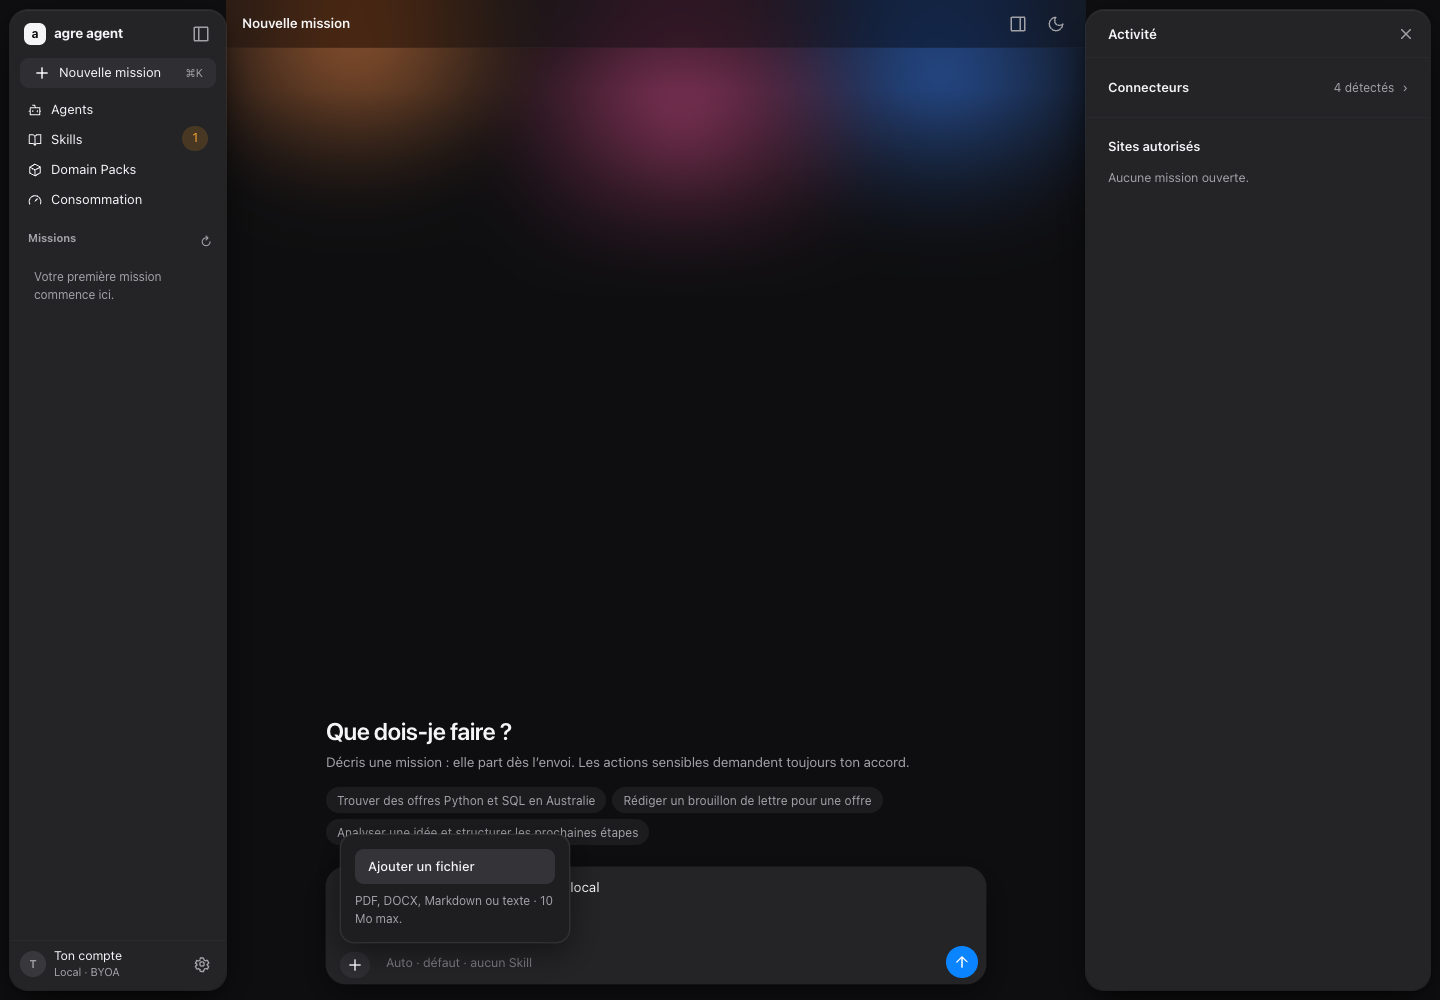 a agre agent
Nouvelle mission ⌘K
Agents
Skills 1
Domain Packs
Consommation
Missions
Votre première mission
commence ici.
T Ton compte
Local · BYOA
Nouvelle mission
Que dois-je faire ?
Décris une mission : elle part dès l'envoi. Les actions sensibles demandent toujours ton accord.
Trouver des offres Python et SQL en Australie
Rédiger un brouillon de lettre pour une offre
Analyser une idée et structurer les prochaines étapes
Ajouter un fichier
PDF, DOCX, Markdown ou texte · 10
Mo max.
local
Auto · défaut · aucun Skill
Activité
Connecteurs 4 détectés ›
Sites autorisés
Aucune mission ouverte.